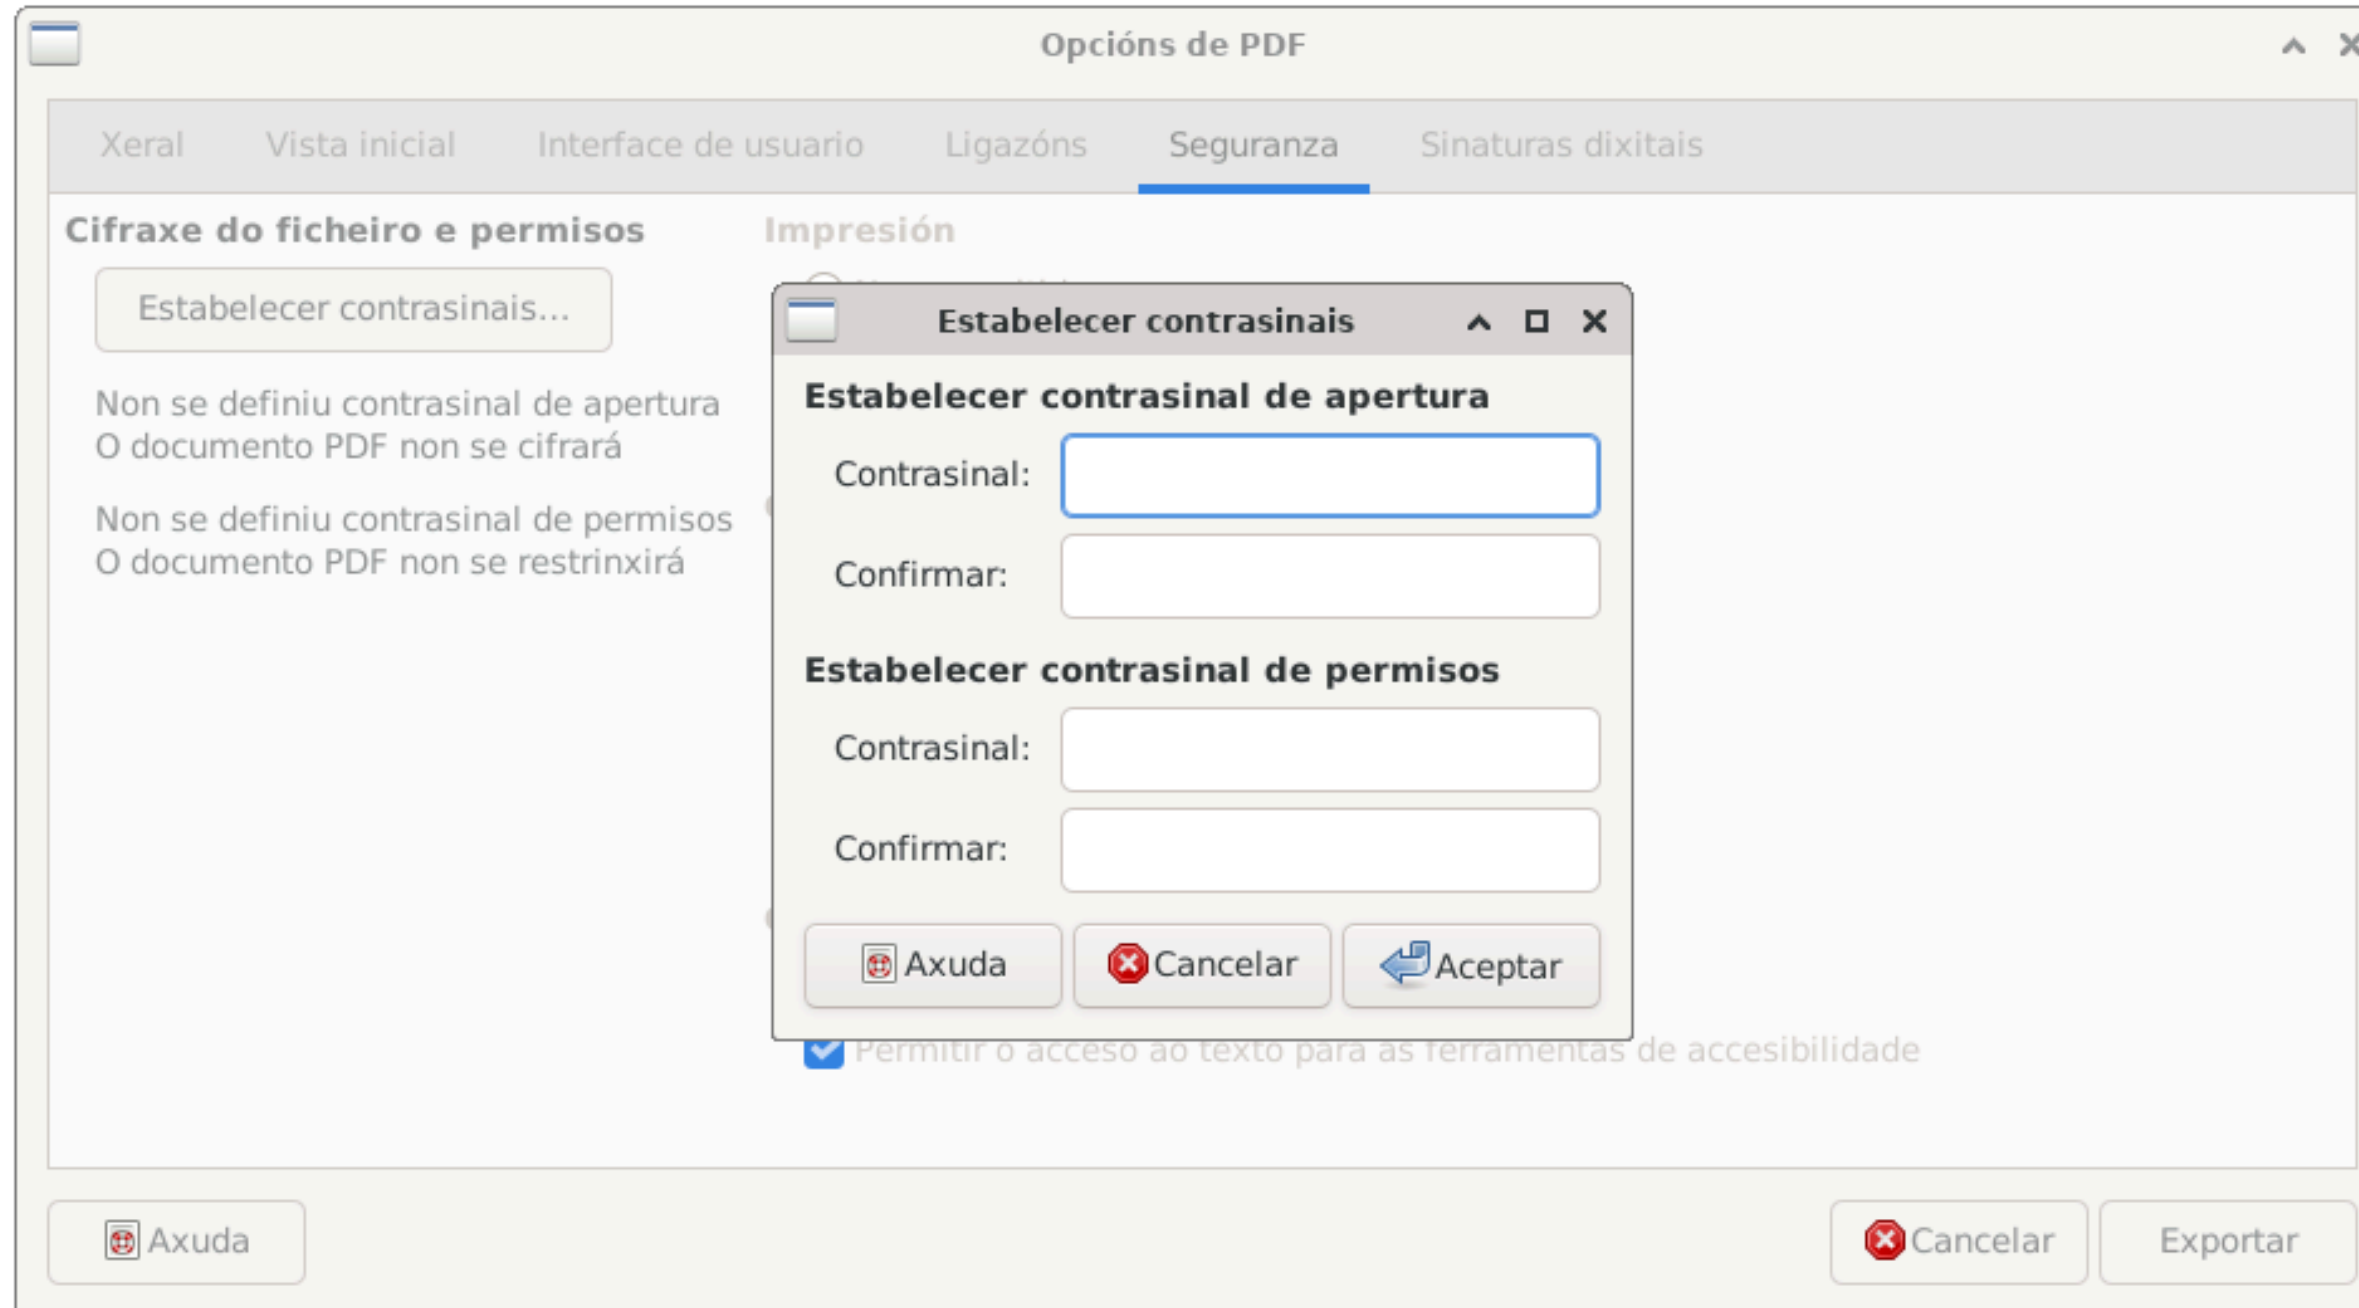 Opcións de PDF
Xeral Vista inicial Interface de usuario Ligazóns Seguranza Sinaturas dixitais
Cifraxe do ficheiro e permisos
Estabelecer contrasinais...
Non se definiu contrasinal de apertura
O documento PDF non se cifrará
Non se definiu contrasinal de permisos
O documento PDF non se restrinxirá
Impresión
Estabelecer contrasinais
Estabelecer contrasinal de apertura
Contrasinal:
Confirmar:
Estabelecer contrasinal de permisos
Contrasinal:
Confirmar:
Axuda Cancelar Aceptar
Permitir o acceso ao texto para as ferramentas de accesibilidade
Axuda Cancelar Exportar